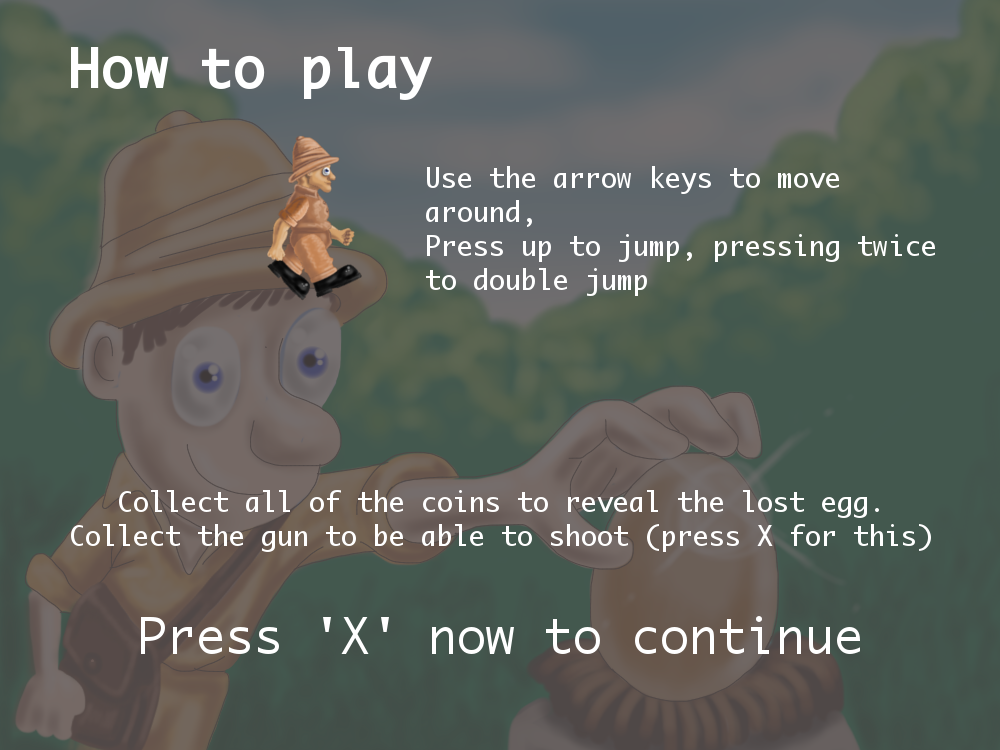 How to play
Use the arrow keys to move
around,
Press up to jump, pressing twice
to double jump
Collect all of the coins to reveal the lost egg.
Collect the gun to be able to shoot (press X for this)
Press 'X' now to continue